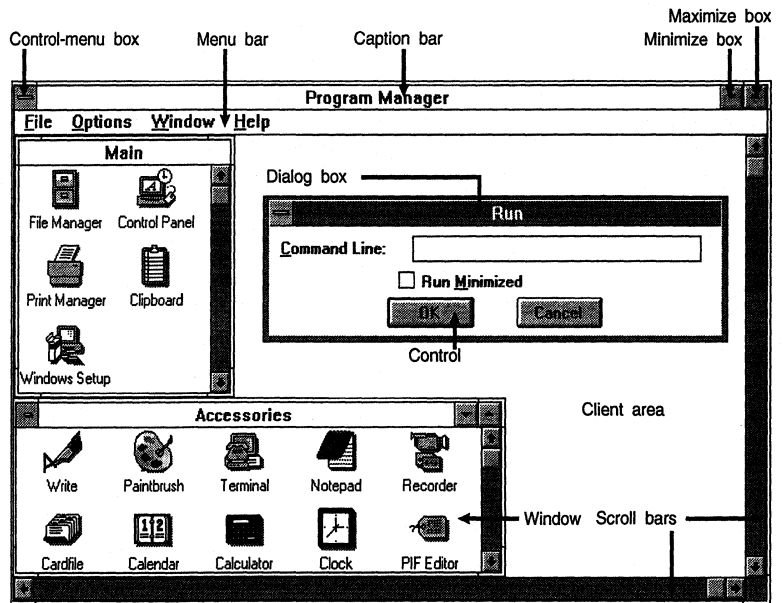 Maximize box
Control-menu box Menu bar Caption bar Minimize box
Program Manager
File Options Window Help
Main
File Manager Control Panel
Print Manager Clipboard
Windows Setup
Dialog box
Run
Command Line:
Run Minimized
OK Cancel
Control
Client area
Accessories
Write Paintbrush Terminal Notepad Recorder
Window Scroll bars
Cardfile Calendar Calculator Clock PIF Editor